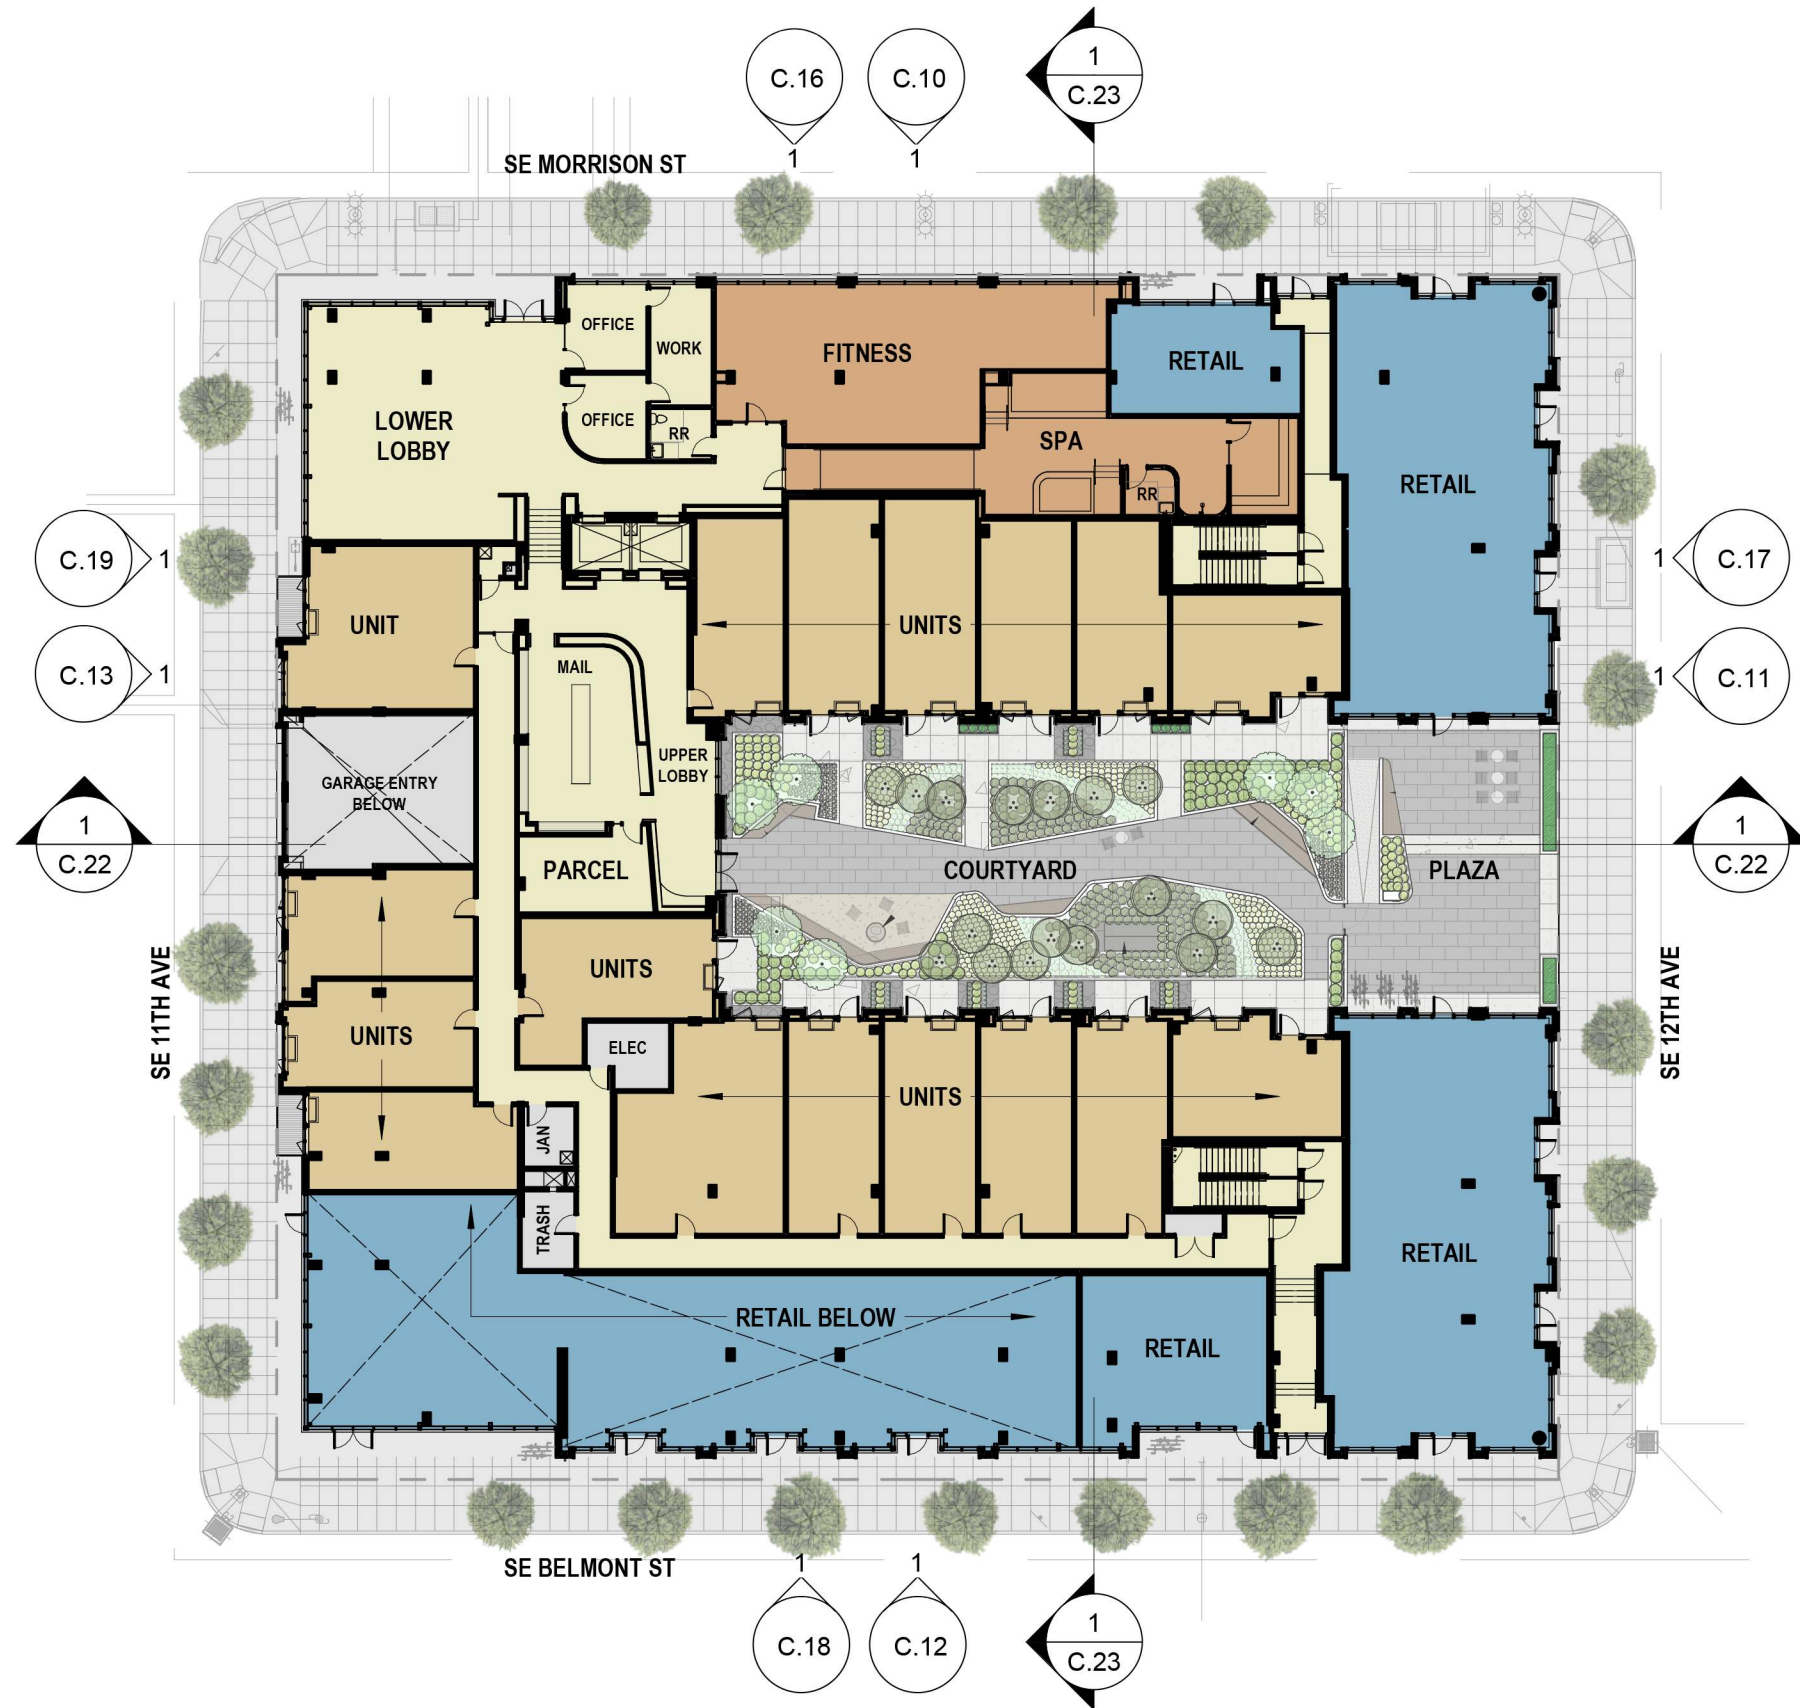 1
C.16
C.10
C.23
1
1
SE MORRISON ST
OFFICE
WORK
FITNESS
RETAIL
LOWER
LOBBY
OFFICE
RR
SPA
RR
RETAIL
C.19
1
1
C.17
UNIT
UNITS
MAIL
C.13
1
1
C.11
UPPER
LOBBY
GARAGE ENTRY
BELOW
1
C.22
PARCEL
COURTYARD
PLAZA
1
C.22
UNITS
SE 11TH AVE
SE 12TH AVE
UNITS
ELEC
UNITS
JAN
TRASH
RETAIL
RETAIL BELOW
RETAIL
SE BELMONT ST
1
1
1
C.18
C.12
C.23